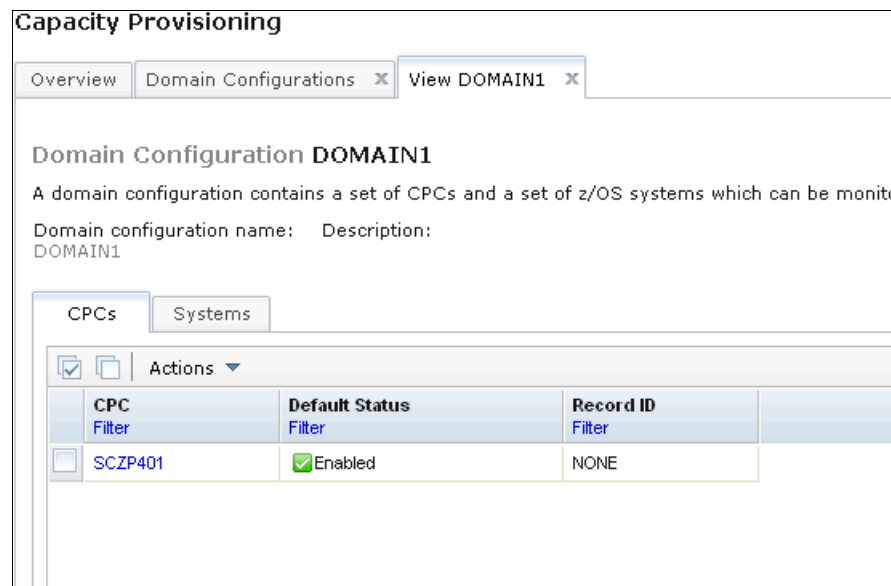 Capacity Provisioning
Overview Domain Configurations x View DOMAIN1 x
Domain Configuration DOMAIN1
A domain configuration contains a set of CPCs and a set of z/OS systems which can be
Domain configuration name: Description:
DOMAIN1
CPCs Systems
Actions
CPC Default Status Record ID
Filter Filter Filter
SCZP401 Enabled NONE